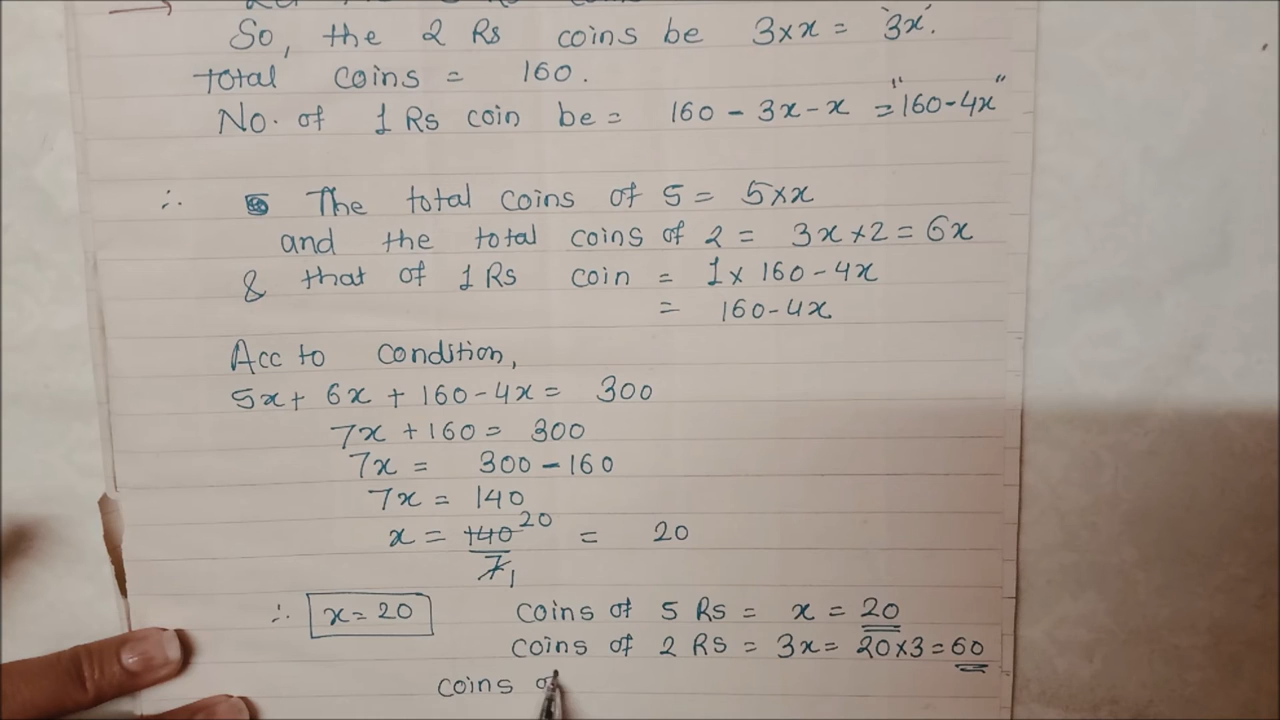 So, the 2 Rs coins be 3×x = '3x'.
Total coins = 160.
No. of 1 Rs coin be = 160 - 3x - x = "160-4x"
∴ The total coins of 5 = 5×x
and the total coins of 2 = 3x×2 = 6x
& that of 1 Rs coin = 1× 160-4x
= 160-4x
Acc to condition,
5x + 6x + 160-4x = 300
7x + 160 = 300
7x = 300 - 160
7x = 140
x = 140/7 20 1 = 20
∴ x = 20 coins of 5 Rs = x = 20
coins of 2 Rs = 3x = 20×3 = 60
coins o